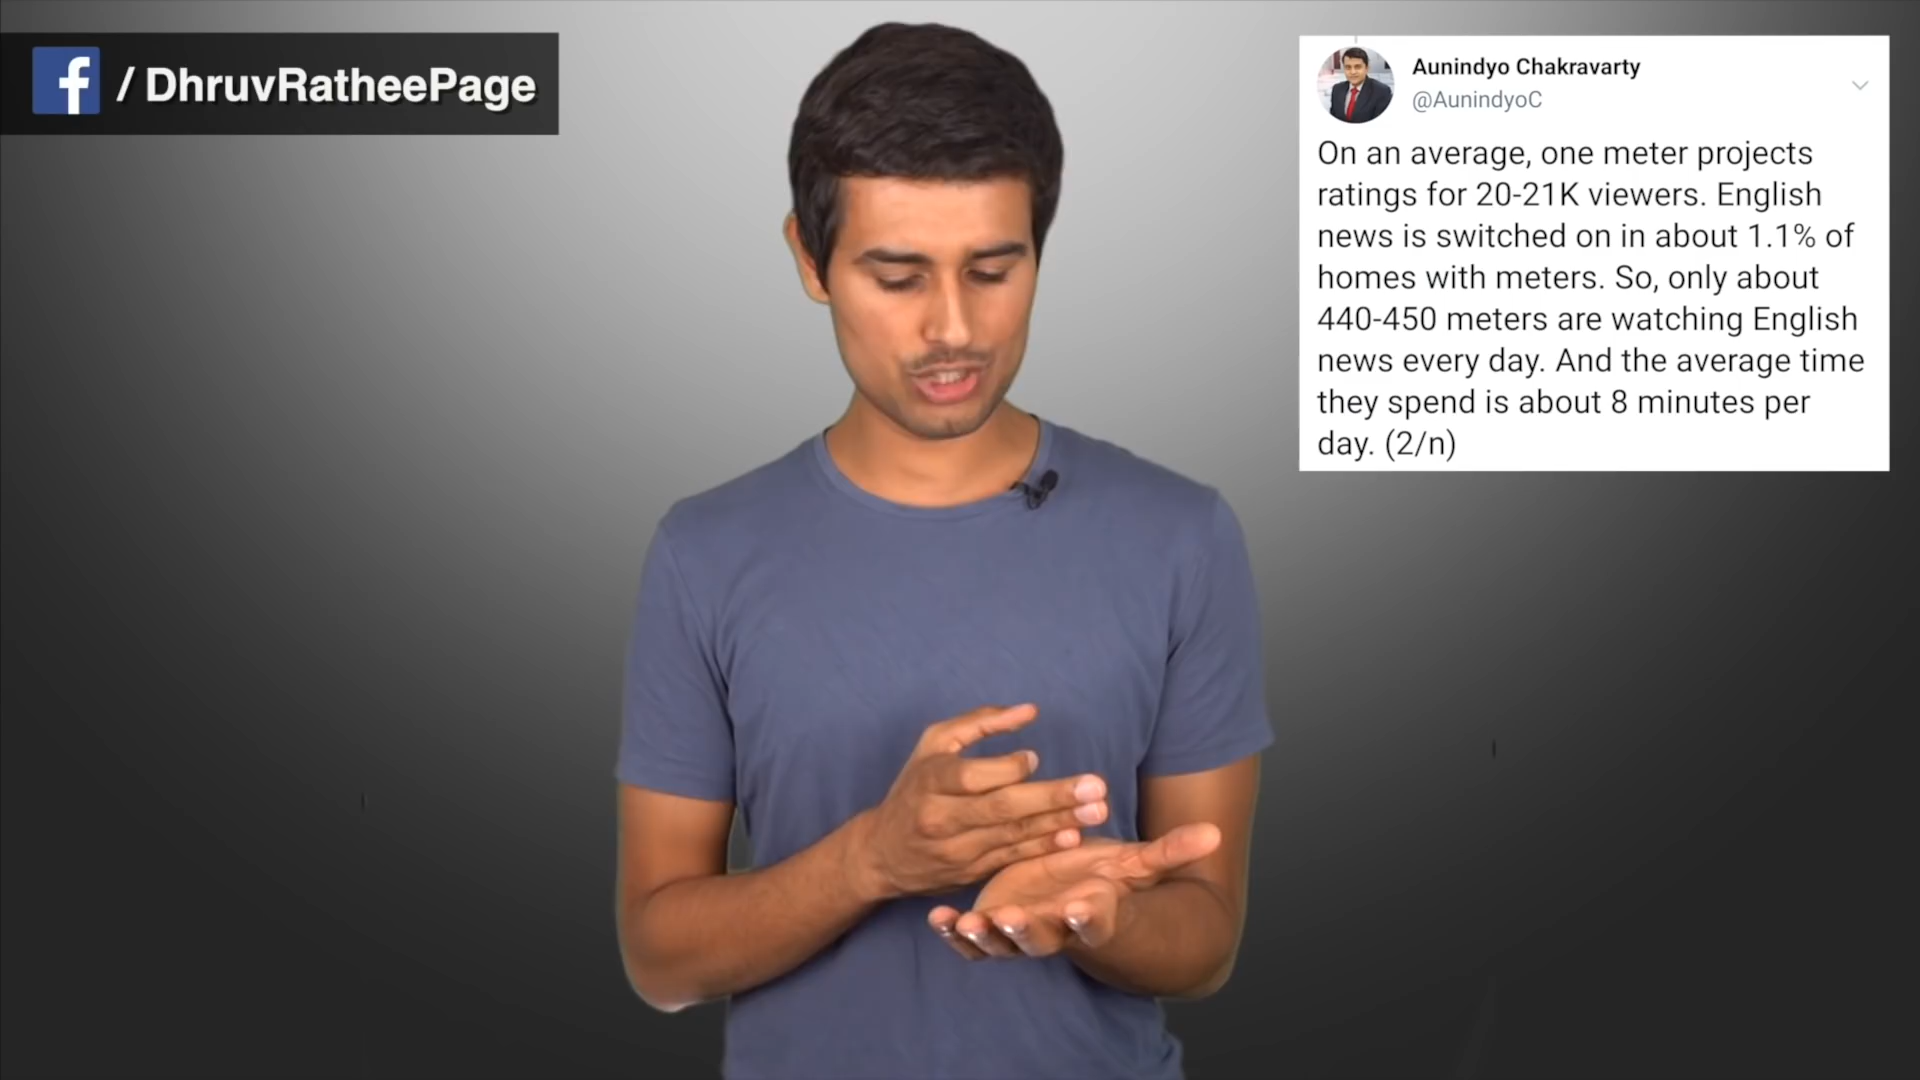 f / DhruvRatheePage
Aunindyo Chakravarty
@AunindyoC
On an average, one meter projects
ratings for 20-21K viewers. English
news is switched on in about 1.1% of
homes with meters. So, only about
440-450 meters are watching English
news every day. And the average time
they spend is about 8 minutes per
day. (2/n)